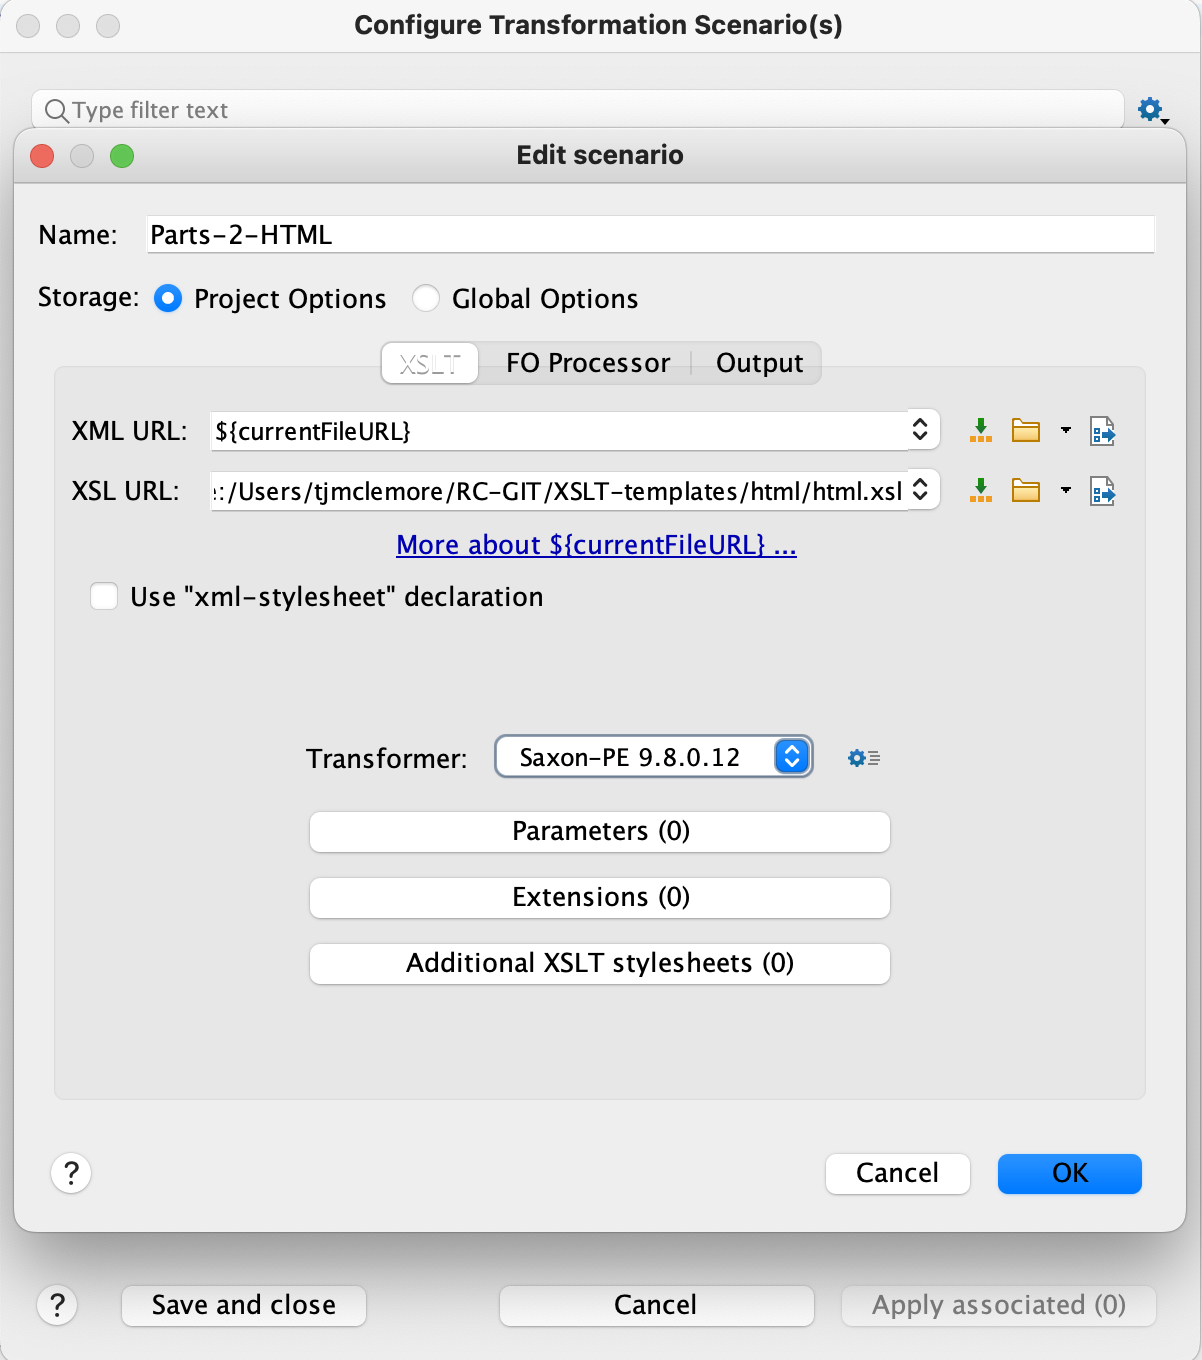 Configure Transformation Scenario(s)
Type filter text
Edit scenario
Name: Parts-2-HTML
Storage: Project Options Global Options
XSLT FO Processor Output
XML URL: ${currentFileURL}
XSL URL: :/Users/tjmclemore/RC-GIT/XSLT-templates/html/html.xsl
More about ${currentFileURL} ...
Use "xml-stylesheet" declaration
Transformer: Saxon-PE 9.8.0.12
Parameters (0)
Extensions (0)
Additional XSLT stylesheets (0)
? Cancel OK
? Save and close Cancel Apply associated (0)